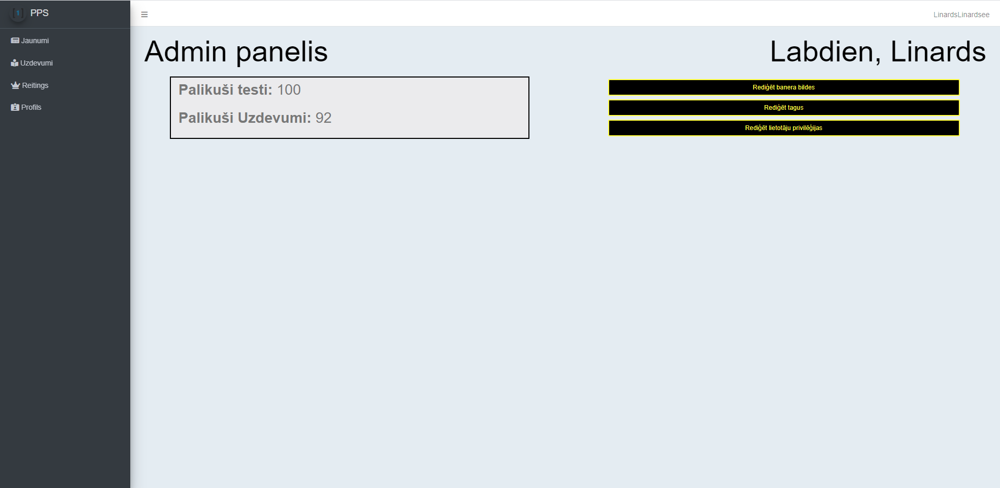 [1] PPS
LinardsLinardsee
Jaunumi
Uzdevumi
Reitings
Profils
Admin panelis
Labdien, Linards
Palikuši testi: 100
Palikuši Uzdevumi: 92
Rediģēt banera bildes
Rediģēt tagus
Rediģēt lietotāju privilēģijas